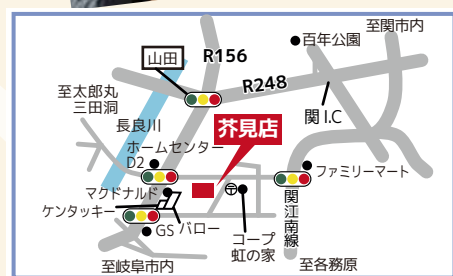 至関市内
百年公園
山田
R156
R248
至太郎丸
三田洞
関 I.C
長良川
芥見店
ホームセンター
D2
ファミリーマート
マクドナルド
〒
ケンタッキー
関江南線
バロー
GS
コープ
虹の家
至岐阜市内
至各務原